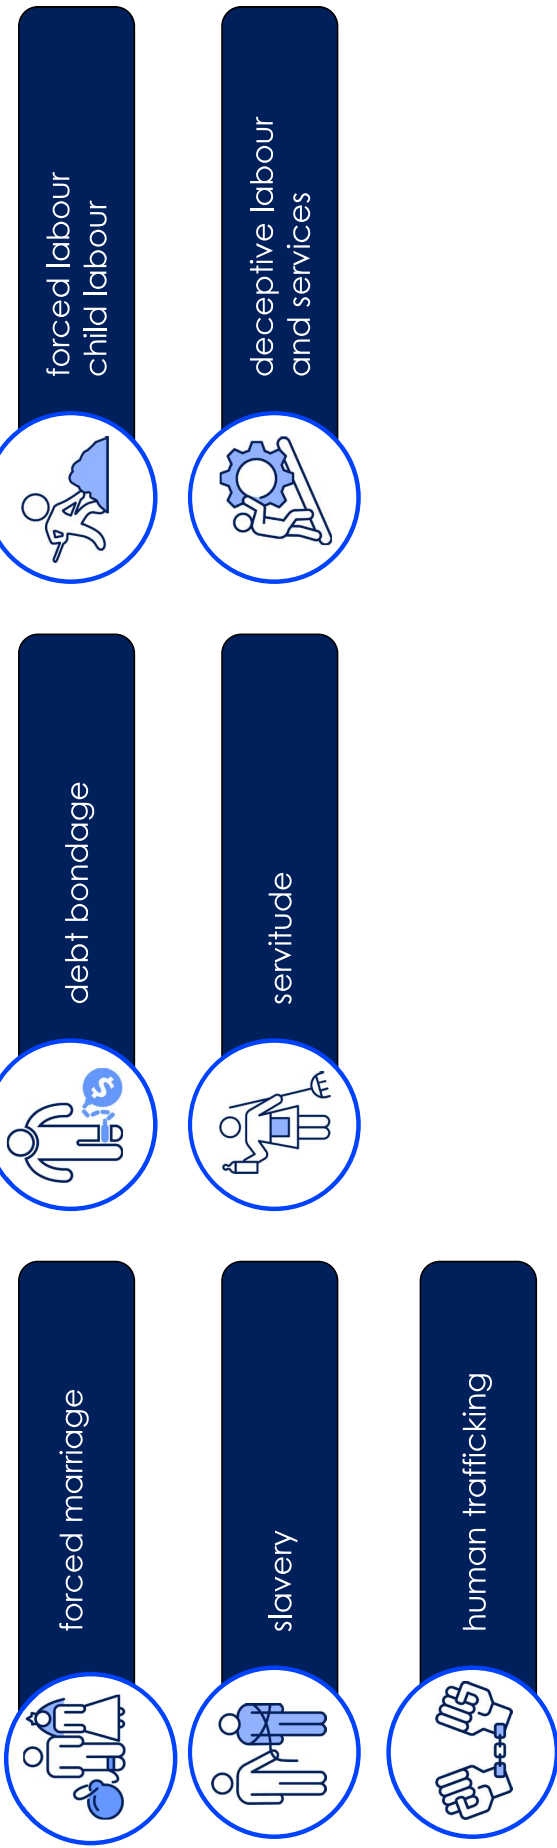 forced marriage
debt bondage
forced labour
child labour
slavery
servitude
deceptive labour
and services
human trafficking